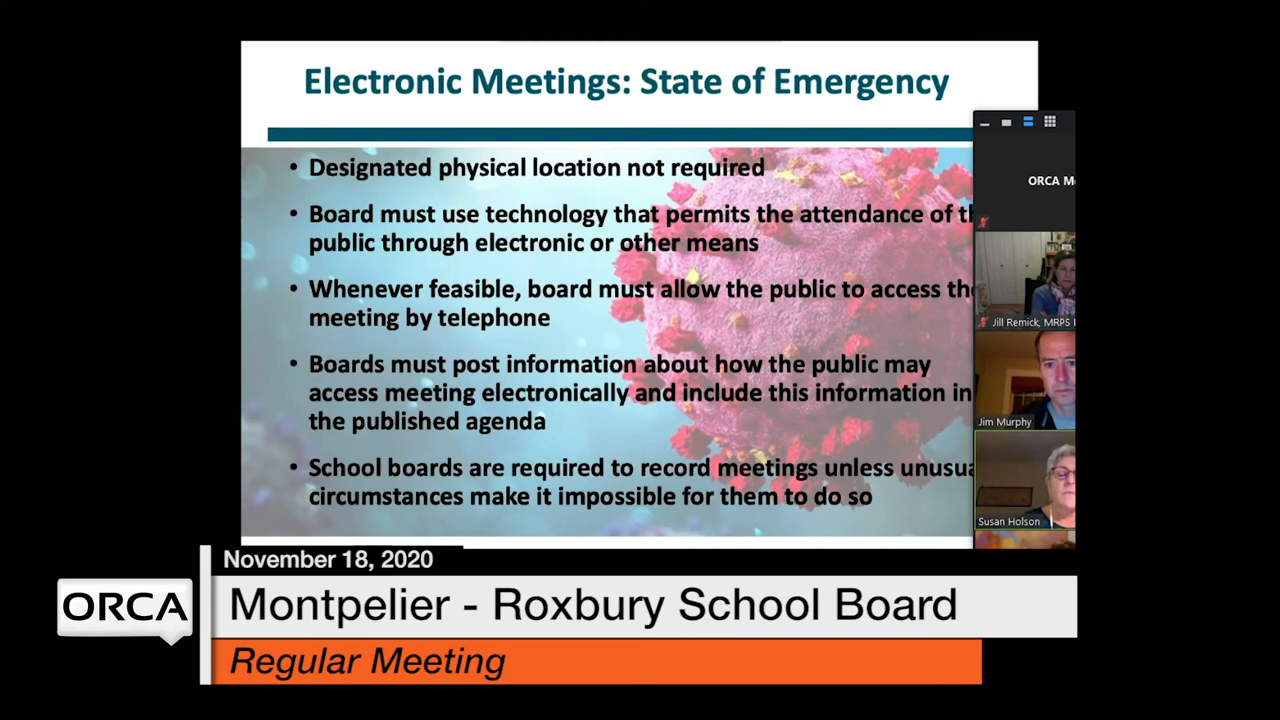 Electronic Meetings: State of Emergency
• Designated physical location not required
• Board must use technology that permits the attendance of th
public through electronic or other means
• Whenever feasible, board must allow the public to access the
meeting by telephone
• Boards must post information about how the public may
access meeting electronically and include this information in
the published agenda
• School boards are required to record meetings unless unusua
circumstances make it impossible for them to do so
ORCA M
Jill Remick, MRPS
Jim Murphy
Susan Holson
November 18, 2020
ORCA
Montpelier - Roxbury School Board
Regular Meeting